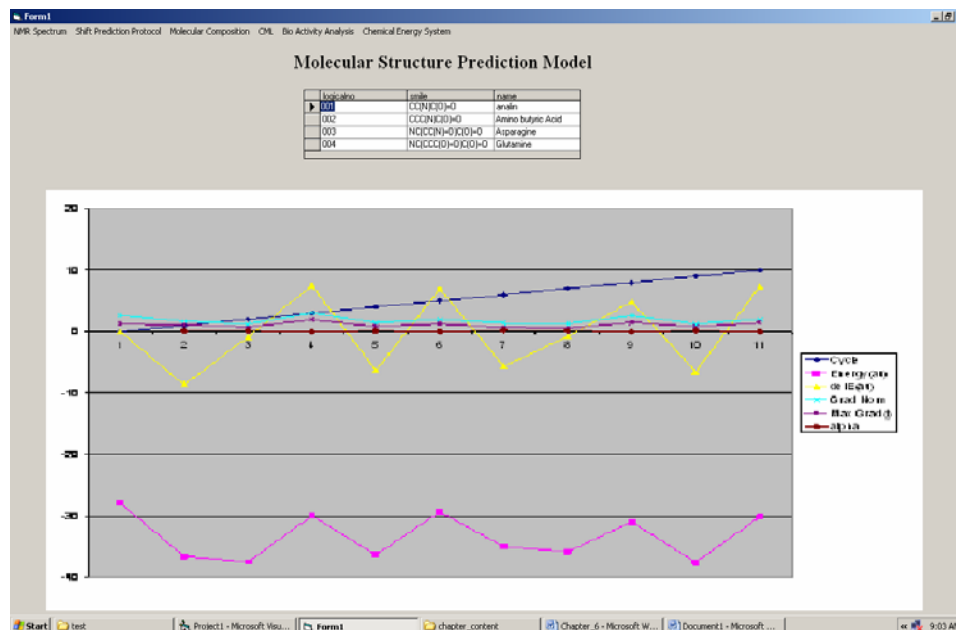 Form1
NMR Spectrum Shift Prediction Protocol Molecular Composition CML Bio Activity Analysis Chemical Energy System
Molecular Structure Prediction Model
logicalno smile name
001 CC(N)C(O)=O analin
002 CCC(N)C(O)=O Amino butyric Acid
003 NC(CC(N)=O)C(O)=O Asparagine
004 NC(CCC(O)=O)C(O)=O Glutamine
20
10
0
1 2 3 4 5 6 7 8 9 10 11
-10
-20
-30
-40
Cycle
Energy(au)
Grad Norm
alpha
Start test Project1 - Microsoft Visu... Form1 chapter_content Chapter_6 - Microsoft W... Document1 - Microsoft ... « 9:03 AM